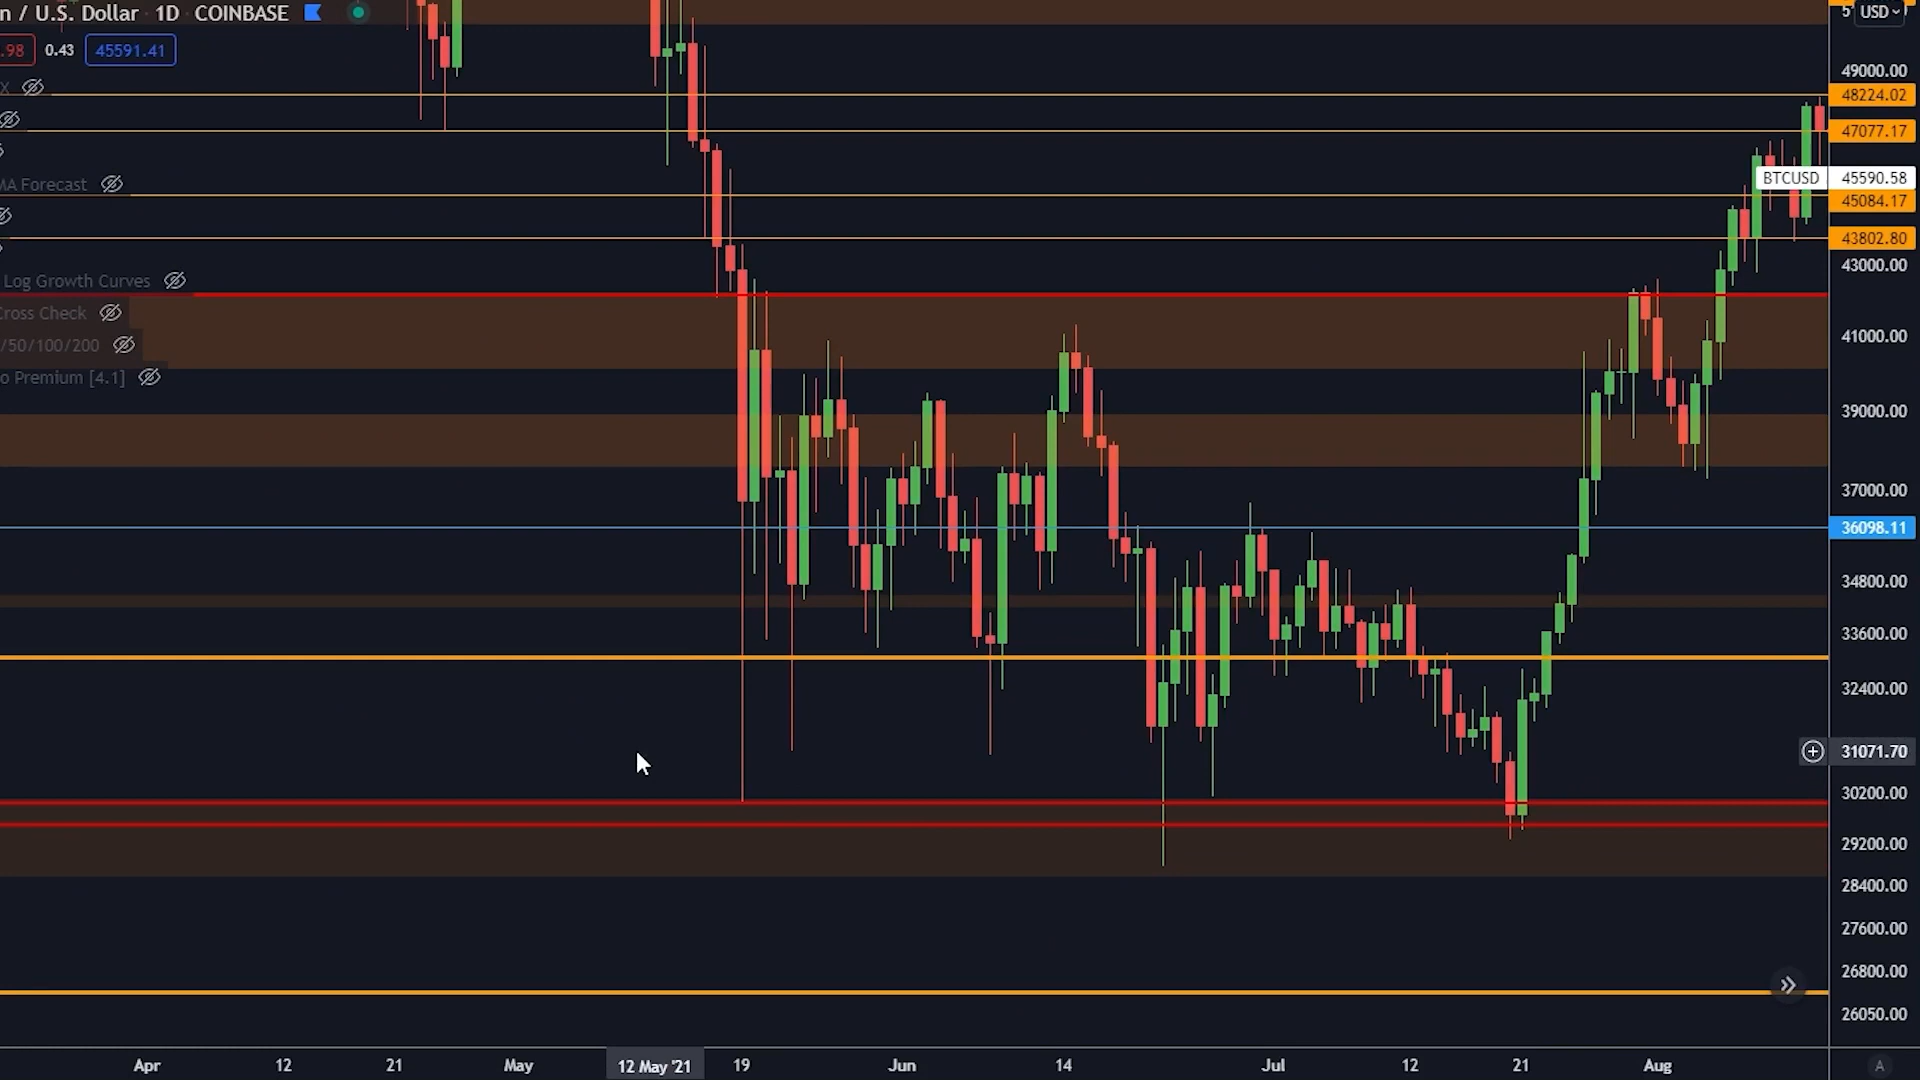 n / U.S. Dollar 1D COINBASE
.98 0.43 45591.41
X
MA Forecast
Log Growth Curves
Cross Check
/50/100/200
o Premium [4.1]
USD
49000.00
48224.02
47077.17
BTCUSD 45590.58
45084.17
43802.80
43000.00
41000.00
39000.00
37000.00
36098.11
34800.00
33600.00
32400.00
31071.70
30200.00
29200.00
28400.00
27600.00
26800.00
26050.00
Apr 12 21 May 12 May '21 19 Jun 14 Jul 12 21 Aug A